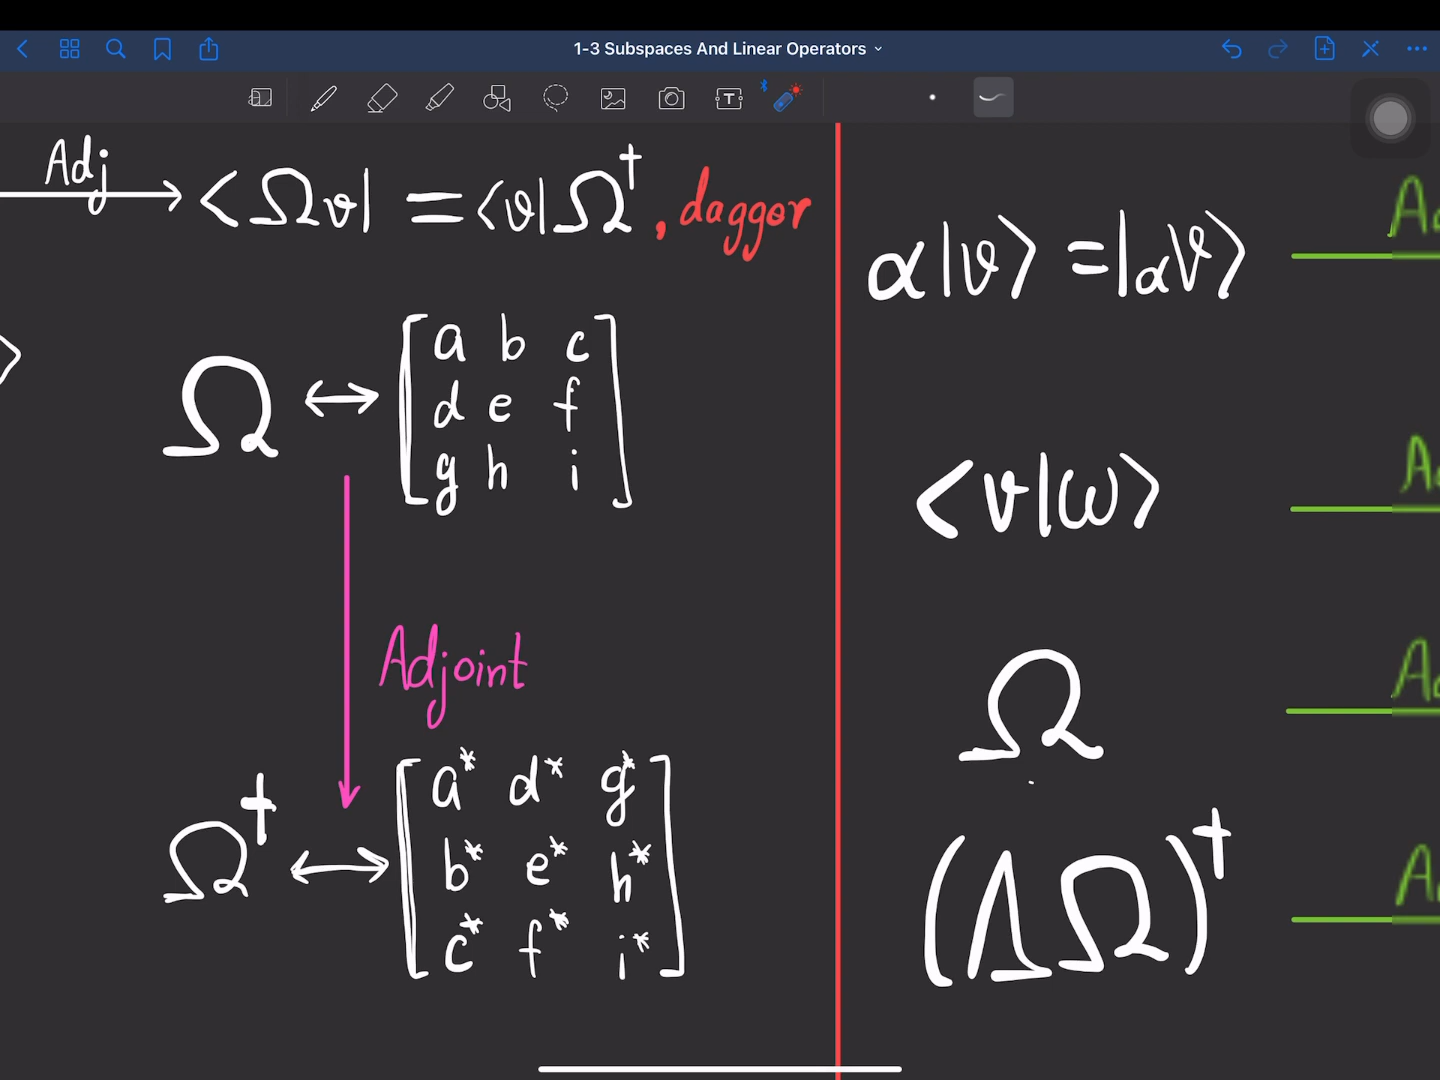 1-3 Subspaces And Linear Operators
Adj
<Ωv| = <v|Ω† , dagger
Ω ↔ [a b c
d e f
g h i]
Adjoint
Ω† ↔ [a* d* g*
b* e* h*
c* f* i*]
α|v> = |αv>
<v|ω>
Ω
(ΛΩ)†